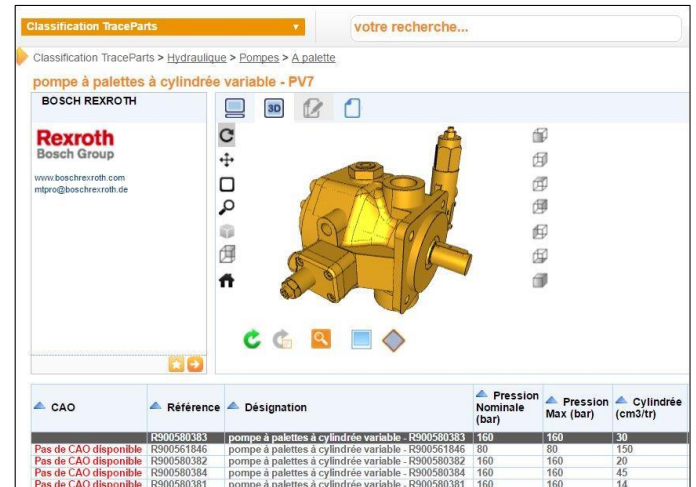 Classification TraceParts
votre recherche...
Classification TraceParts > Hydraulique > Pompes > A palette
pompe à palettes à cylindrée variable - PV7
BOSCH REXROTH
3D
Rexroth
Bosch Group
www.boschrexroth.com
mtpro@boschrexroth.de
CAO Référence Désignation Pression Nominale (bar) Pression Max (bar) Cylindrée (cm3/tr)
R900580383 pompe à palettes à cylindrée variable - R900580383 160 160 30
Pas de CAO disponible R900561846 pompe à palettes à cylindrée variable - R900561846 80 80 150
Pas de CAO disponible R900580382 pompe à palettes à cylindrée variable - R900580382 160 160 20
Pas de CAO disponible R900580384 pompe à palettes à cylindrée variable - R900580384 160 160 45
Pas de CAO disponible R900580381 pompe à palettes à cylindrée variable - R900580381 160 160 14